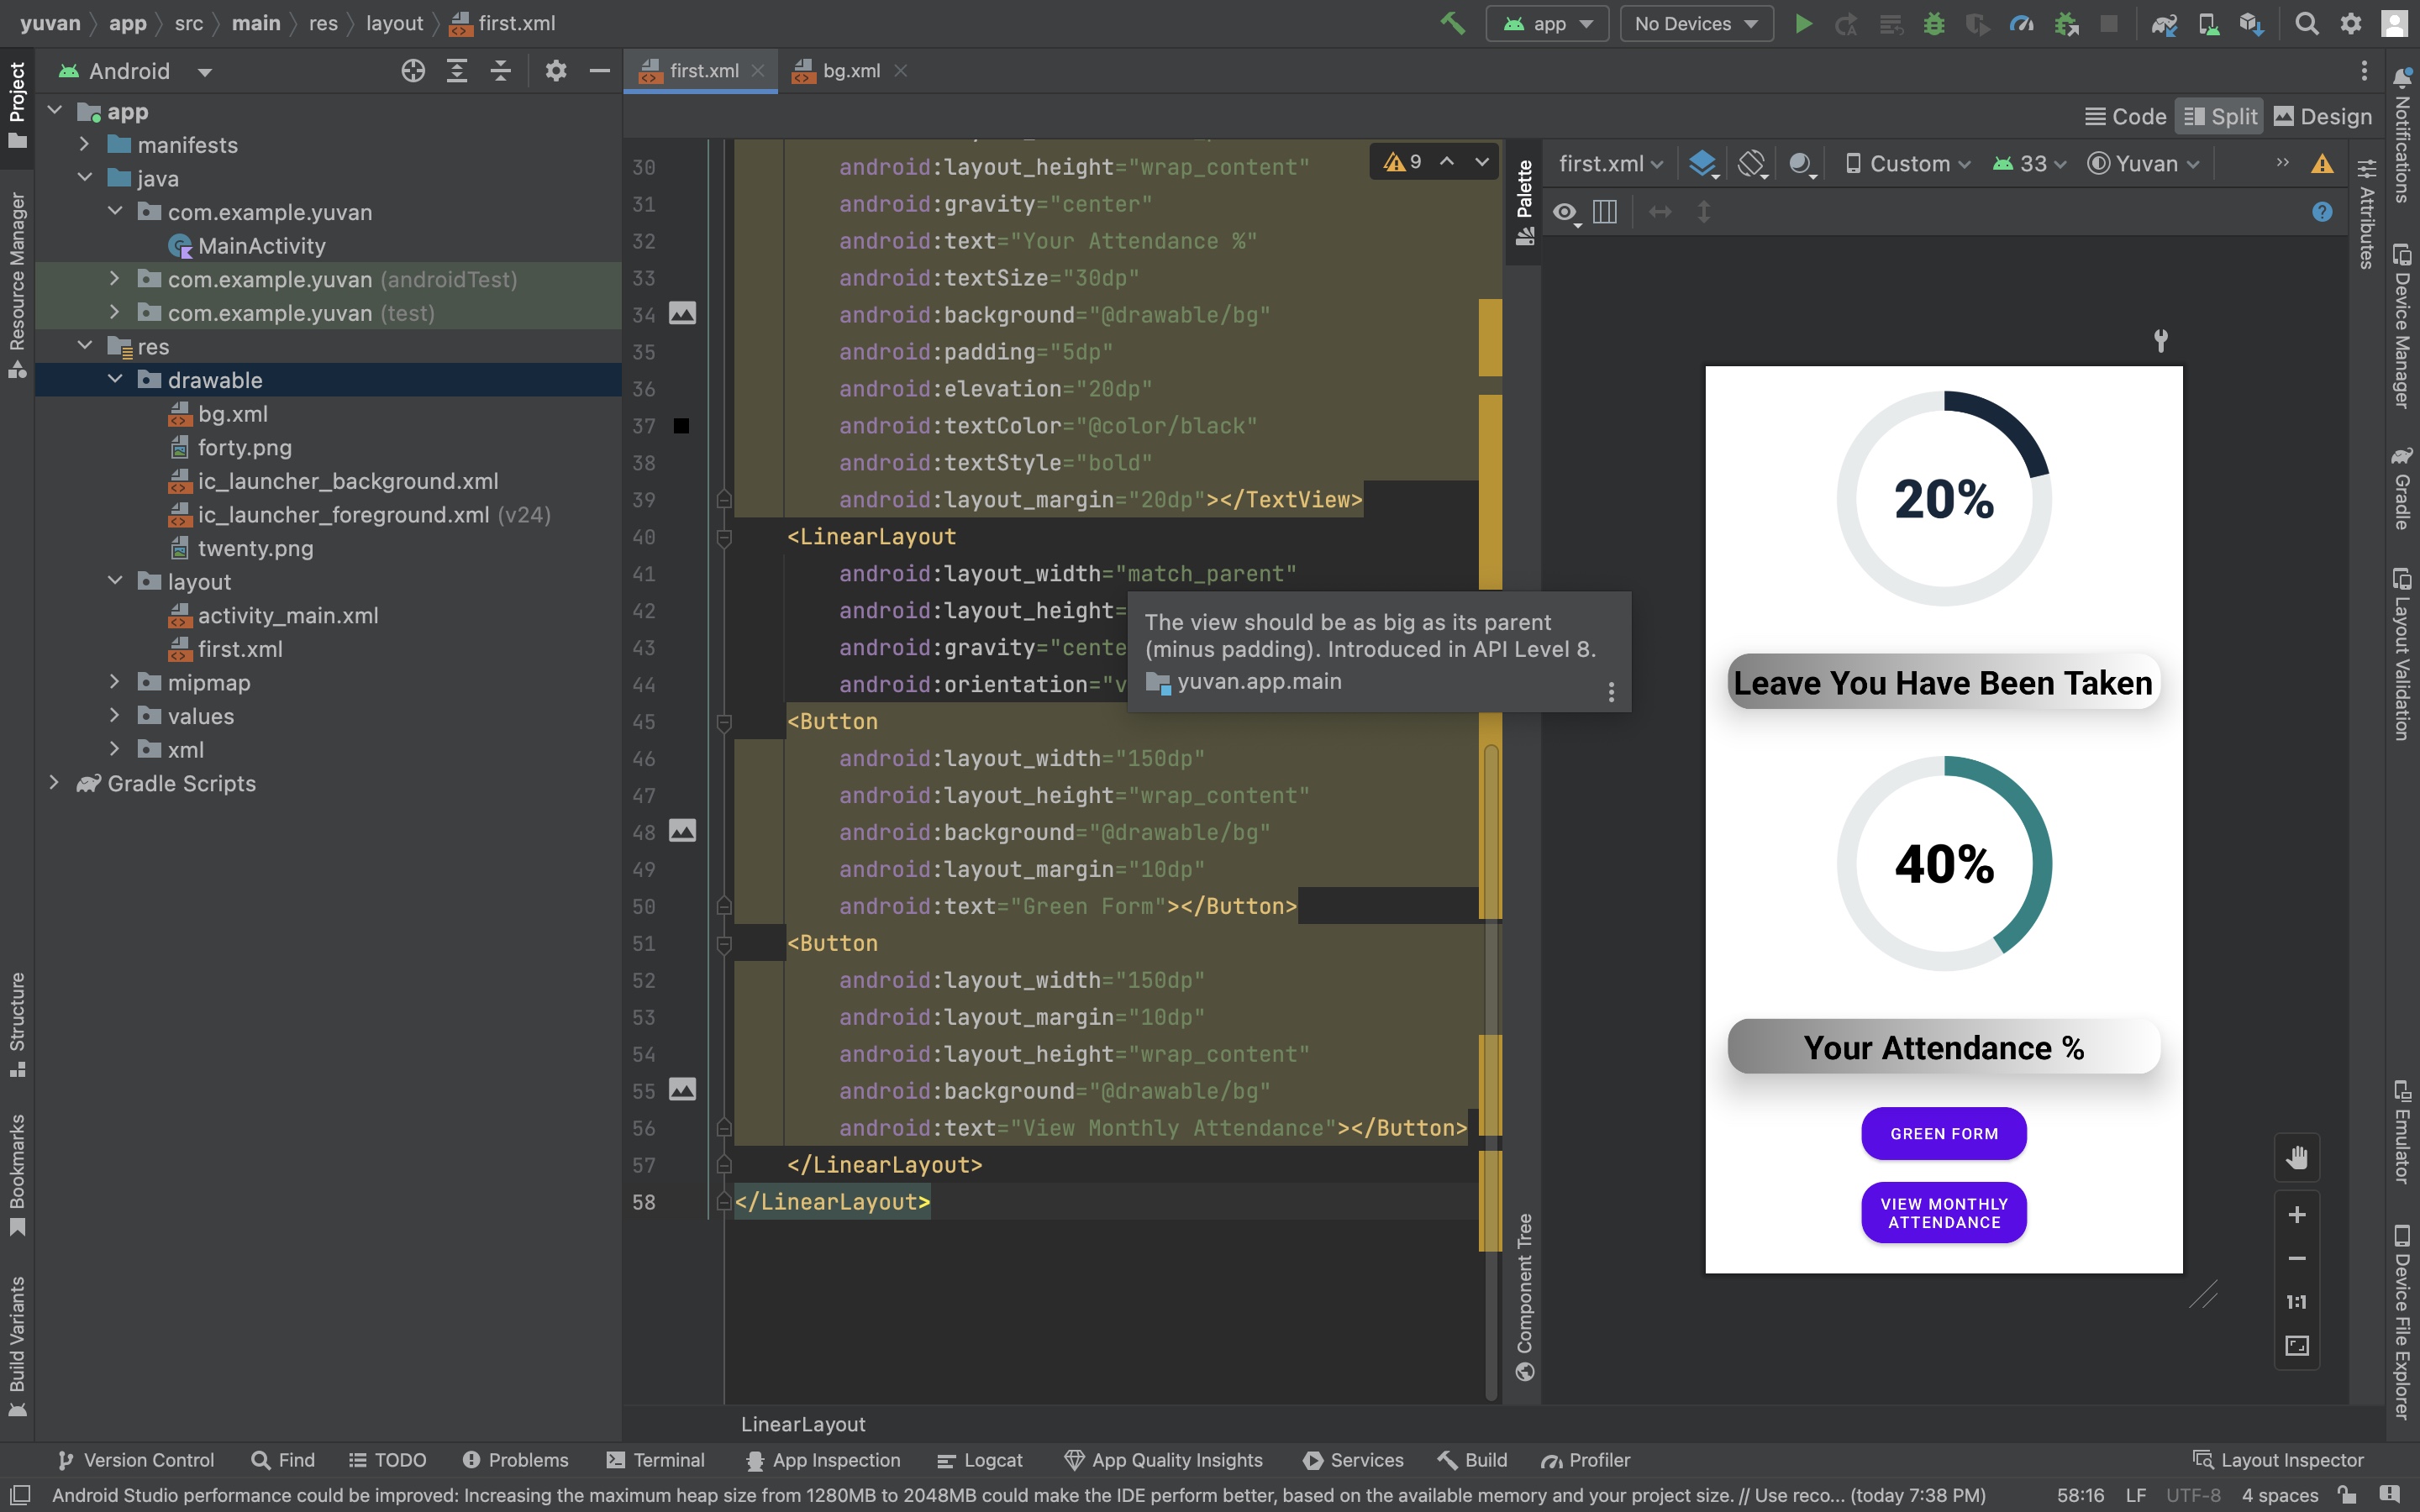 yuvan app src main res layout first.xml
app No Devices
Project
Android
first.xml bg.xml
Code Split Design
Notifications
app
manifests
java
com.example.yuvan
MainActivity
com.example.yuvan (androidTest)
com.example.yuvan (test)
res
drawable
bg.xml
forty.png
ic_launcher_background.xml
ic_launcher_foreground.xml (v24)
twenty.png
layout
activity_main.xml
first.xml
mipmap
values
xml
Gradle Scripts
Resource Manager
Structure
Bookmarks
Build Variants
9
30 android:layout_height="wrap_content"
31 android:gravity="center"
32 android:text="Your Attendance %"
33 android:textSize="30dp"
34 android:background="@drawable/bg"
35 android:padding="5dp"
36 android:elevation="20dp"
37 android:textColor="@color/black"
38 android:textStyle="bold"
39 android:layout_margin="20dp"></TextView>
40 <LinearLayout
41 android:layout_width="match_parent"
42 android:layout_height=
43 android:gravity="cente
44 android:orientation="v
45 <Button
46 android:layout_width="150dp"
47 android:layout_height="wrap_content"
48 android:background="@drawable/bg"
49 android:layout_margin="10dp"
50 android:text="Green Form"></Button>
51 <Button
52 android:layout_width="150dp"
53 android:layout_margin="10dp"
54 android:layout_height="wrap_content"
55 android:background="@drawable/bg"
56 android:text="View Monthly Attendance"></Button>
57 </LinearLayout>
58 </LinearLayout>
The view should be as big as its parent
(minus padding). Introduced in API Level 8.
yuvan.app.main
LinearLayout
Palette
Component Tree
first.xml Custom 33 Yuvan
Attributes
20%
Leave You Have Been Taken
40%
Your Attendance %
GREEN FORM
VIEW MONTHLY
ATTENDANCE
1:1
Device Manager
Gradle
Layout Validation
Emulator
Device File Explorer
Version Control Find TODO Problems Terminal App Inspection Logcat App Quality Insights Services Build Profiler Layout Inspector
Android Studio performance could be improved: Increasing the maximum heap size from 1280MB to 2048MB could make the IDE perform better, based on the available memory and your project size. // Use reco... (today 7:38 PM) 58:16 LF UTF-8 4 spaces